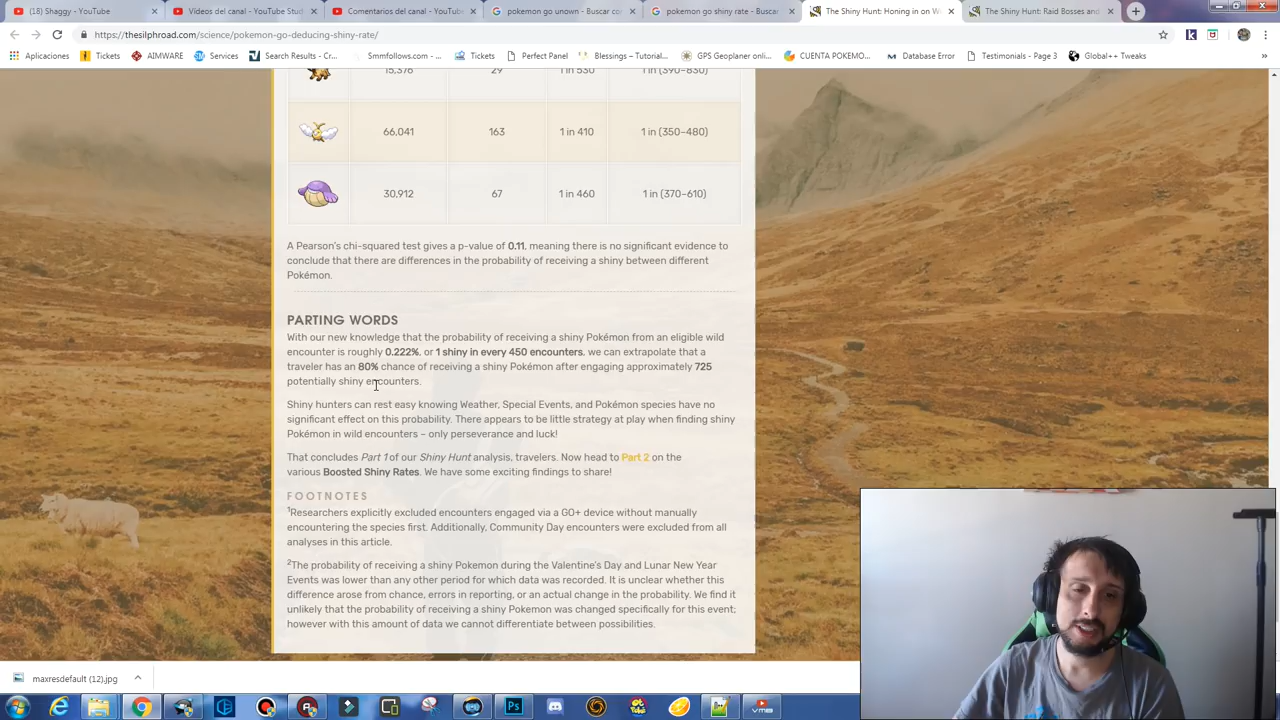 (18) Shaggy - YouTube
Vídeos del canal - YouTube Stud
Comentarios del canal - YouTube
pokemon go unown - Buscar co
pokemon go shiny rate - Buscar
The Shiny Hunt: Honing in on W
The Shiny Hunt: Raid Bosses and
https://thesilphroad.com/science/pokemon-go-deducing-shiny-rate/
Aplicaciones
Tickets
AIMWARE
Services
Search Results - Cr...
Smmfollows.com - ...
Tickets
Perfect Panel
Blessings – Tutorial...
GPS Geoplaner onli...
CUENTA POKEMO...
Database Error
Testimonials - Page 3
Global++ Tweaks
15,376 29 1 in 530 1 in (390–830)
66,041 163 1 in 410 1 in (350–480)
30,912 67 1 in 460 1 in (370–610)
A Pearson's chi-squared test gives a p-value of 0.11, meaning there is no significant evidence to
conclude that there are differences in the probability of receiving a shiny between different
Pokémon.
PARTING WORDS
With our new knowledge that the probability of receiving a shiny Pokémon from an eligible wild
encounter is roughly 0.222%, or 1 shiny in every 450 encounters, we can extrapolate that a
traveler has an 80% chance of receiving a shiny Pokémon after engaging approximately 725
potentially shiny encounters.
Shiny hunters can rest easy knowing Weather, Special Events, and Pokémon species have no
significant effect on this probability. There appears to be little strategy at play when finding shiny
Pokémon in wild encounters – only perseverance and luck!
That concludes Part 1 of our Shiny Hunt analysis, travelers. Now head to Part 2 on the
various Boosted Shiny Rates. We have some exciting findings to share!
FOOTNOTES
1Researchers explicitly excluded encounters engaged via a GO+ device without manually
encountering the species first. Additionally, Community Day encounters were excluded from all
analyses in this article.
2The probability of receiving a shiny Pokemon during the Valentine's Day and Lunar New Year
Events was lower than any other period for which data was recorded. It is unclear whether this
difference arose from chance, errors in reporting, or an actual change in the probability. We find it
unlikely that the probability of receiving a shiny Pokemon was changed specifically for this event;
however with this amount of data we cannot differentiate between possibilities.
maxresdefault (12).jpg